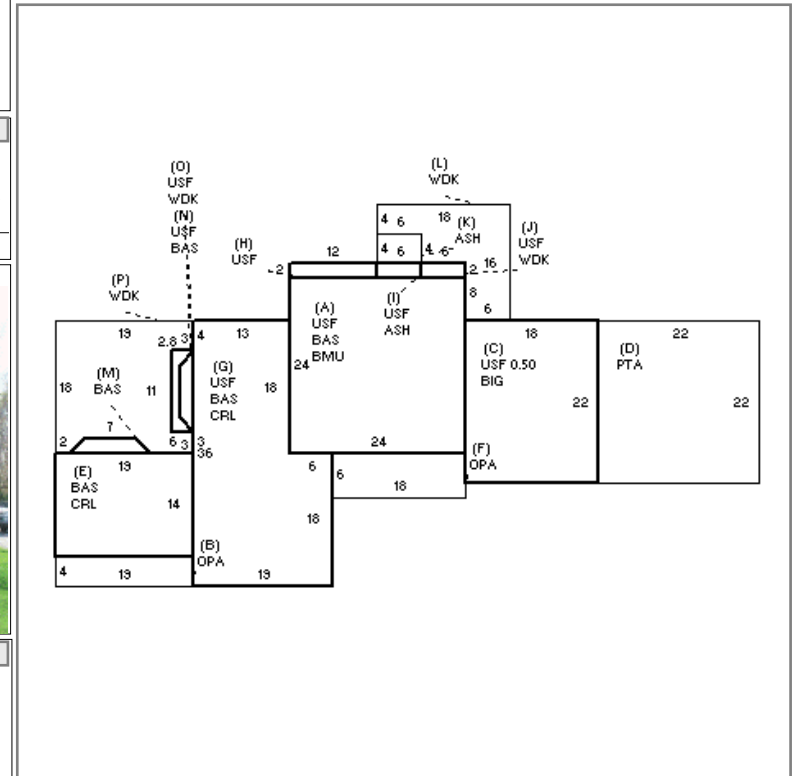 (O)
USF
WDK
(N)
USF
BAS
(L)
WDK
4 6 18 (K)
ASH
(J)
USF
WDK
(H)
USF
12
4 6 4 6
2 2 16
(P)
WDK
8
6
(A)
USF
BAS
BMU
(I)
USF
ASH
19 2.8 3 4 13
18
22
(M)
BAS
18 11
(G)
USF
BAS
CRL
18 24
(C)
USF 0.50
BIG
(D)
PTA
22 22
7
2 6 3 3
36
24
(F)
OPA
19
6 6
(E)
BAS
CRL
14
18
18
(B)
OPA
4 19 19